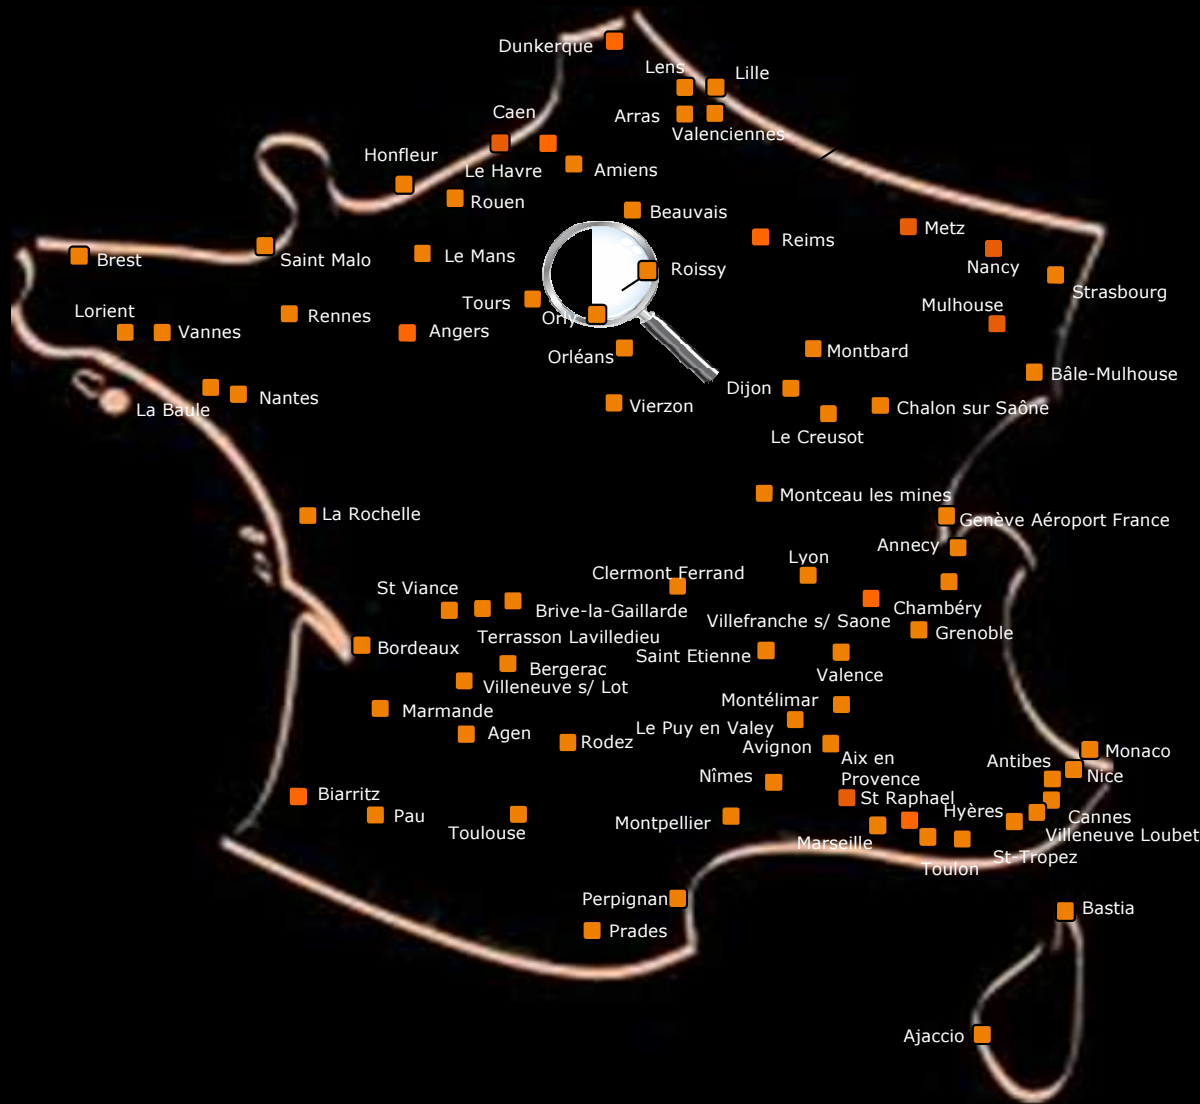 Dunkerque
Lens
Lille
Caen
Arras
Valenciennes
Honfleur
Le Havre
Amiens
Rouen
Beauvais
Metz
Reims
Brest
Saint Malo
Le Mans
Roissy
Nancy
Strasbourg
Lorient
Tours
Mulhouse
Rennes
Orly
Vannes
Angers
Orléans
Montbard
Bâle-Mulhouse
Dijon
La Baule
Nantes
Vierzon
Chalon sur Saône
Le Creusot
Montceau les mines
La Rochelle
Genève Aéroport France
Annecy
Lyon
Clermont Ferrand
St Viance
Brive-la-Gaillarde
Chambéry
Villefranche s/ Saone
Grenoble
Terrasson Lavilledieu
Bordeaux
Saint Etienne
Bergerac
Valence
Villeneuve s/ Lot
Montélimar
Marmande
Le Puy en Valey
Agen
Rodez
Avignon
Monaco
Aix en
Provence
Antibes
Nice
Nîmes
Biarritz
St Raphael
Hyères
Pau
Cannes
Toulouse
Montpellier
Villeneuve Loubet
Marseille
St-Tropez
Toulon
Perpignan
Bastia
Prades
Ajaccio